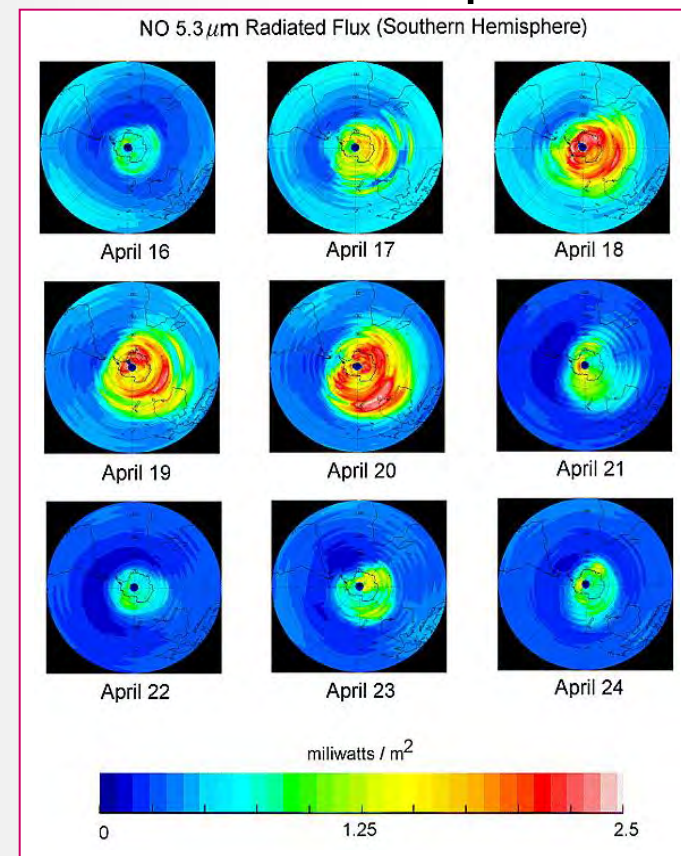 NO 5.3μm Radiated Flux (Southern Hemisphere)
April 16
April 17
April 18
April 19
April 20
April 21
April 22
April 23
April 24
miliwatts / m²
0
1.25
2.5